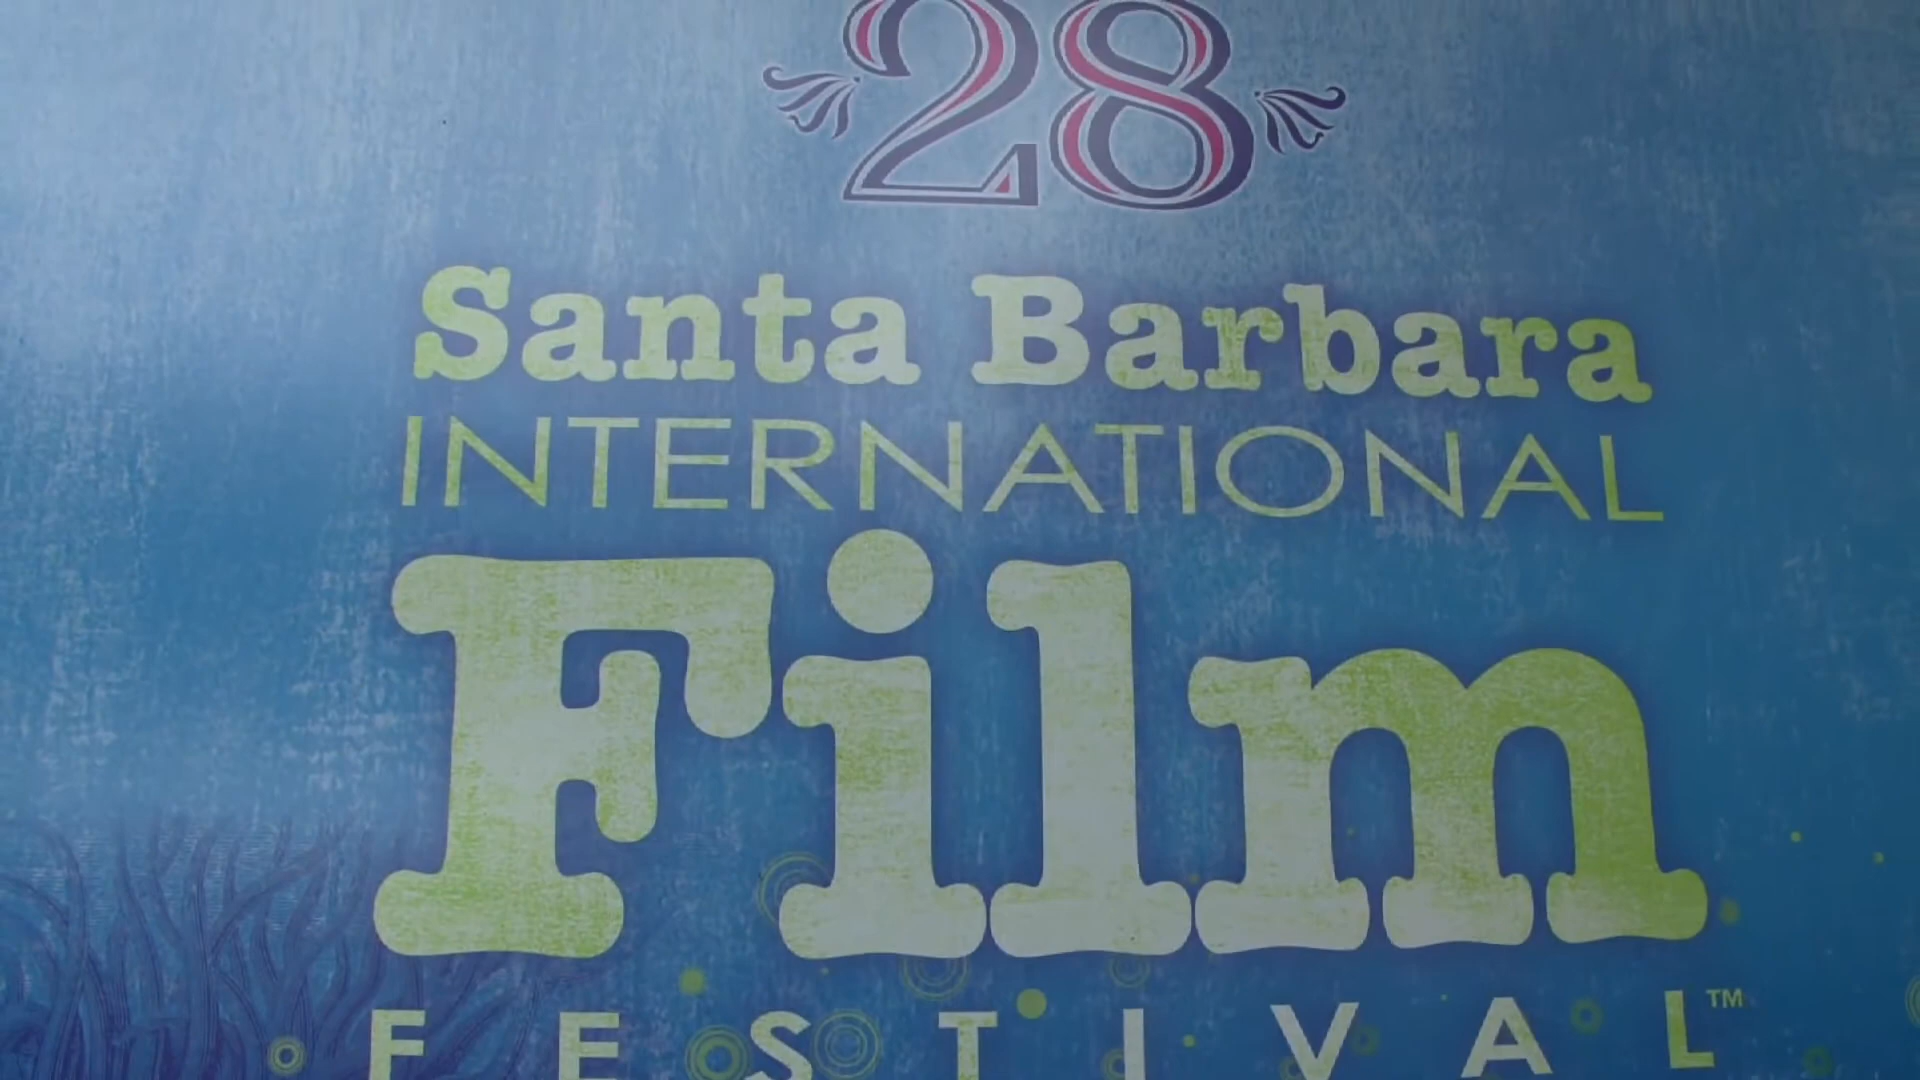 28
Santa Barbara
INTERNATIONAL
Film
FESTIVAL™